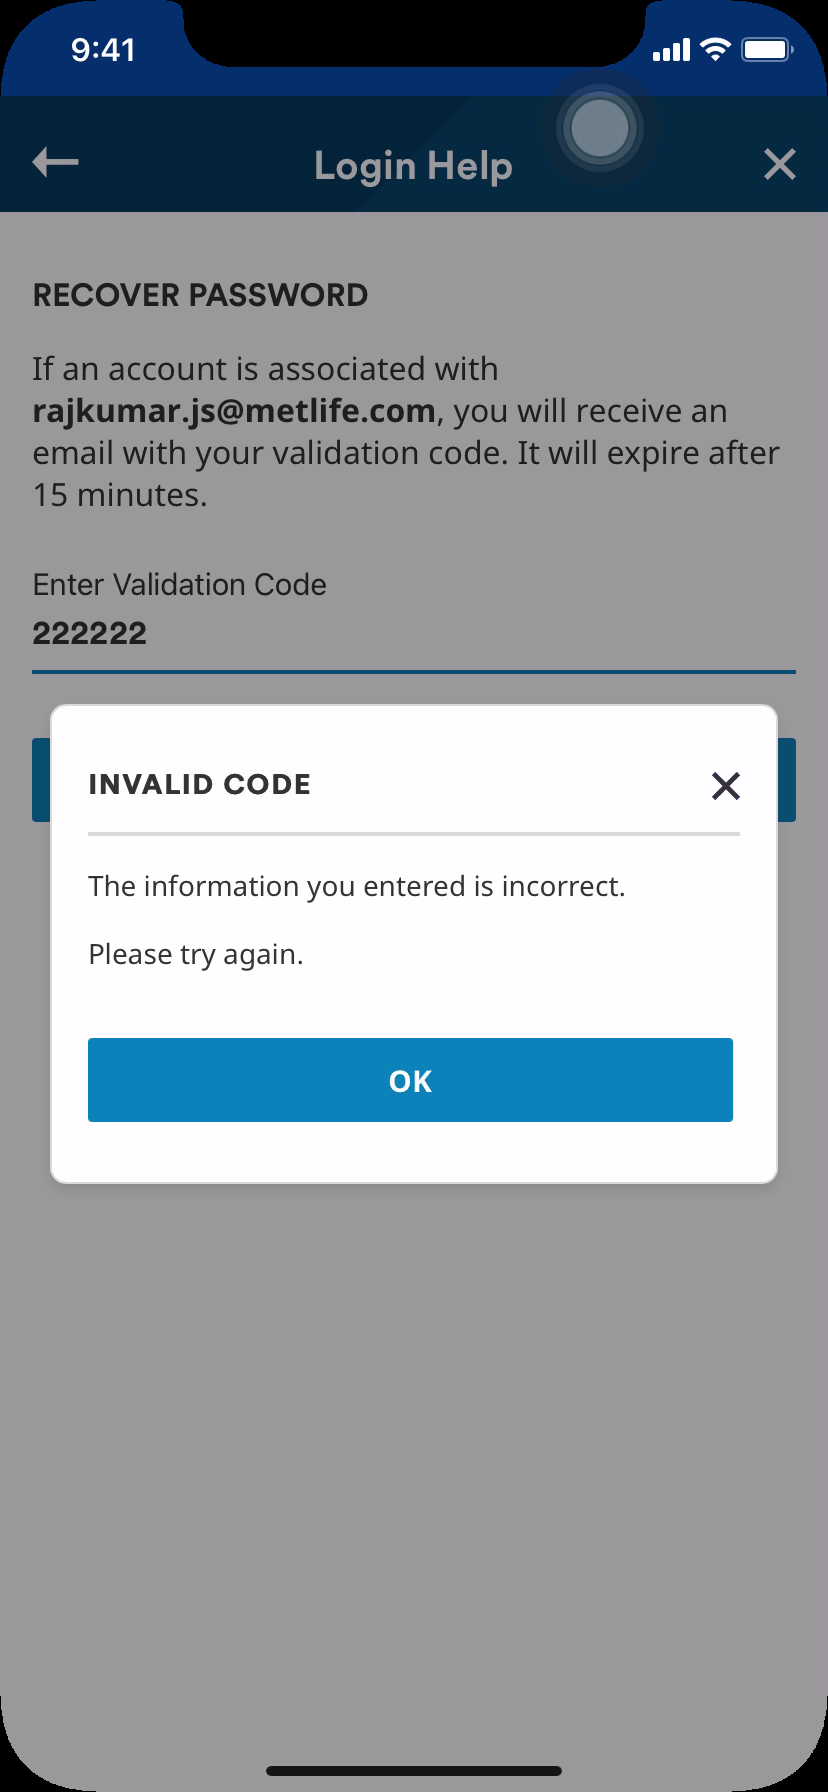 9:41
Login Help
RECOVER PASSWORD
If an account is associated with
rajkumar.js@metlife.com, you will receive an
email with your validation code. It will expire after
15 minutes.
Enter Validation Code
222222
INVALID CODE
The information you entered is incorrect.
Please try again.
OK